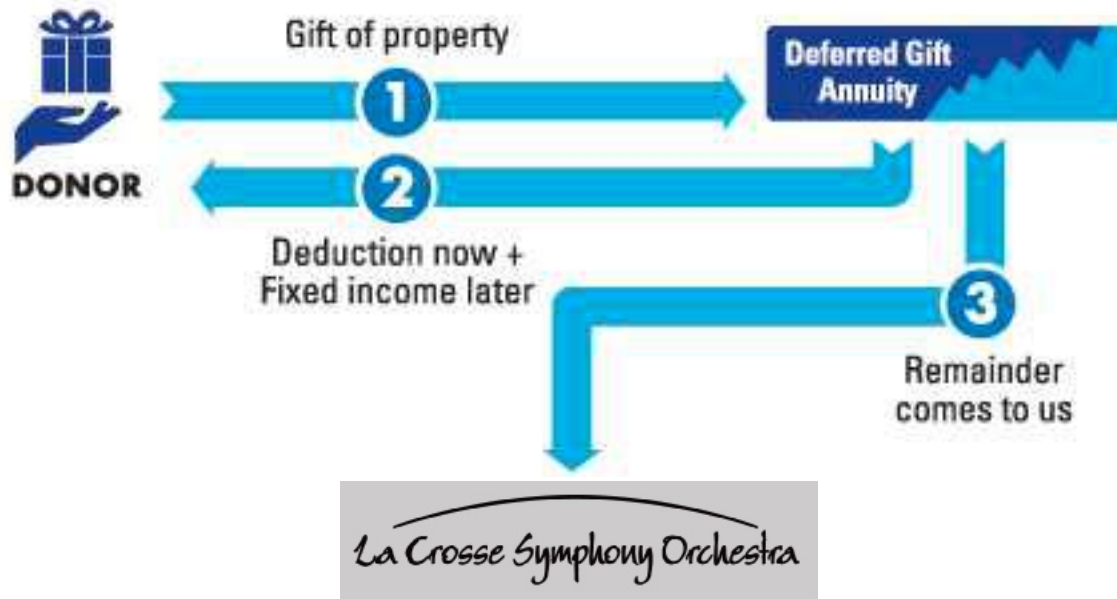 Gift of property
1
Deferred Gift
Annuity
DONOR
2
Deduction now +
Fixed income later
3
Remainder
comes to us
La Crosse Symphony Orchestra